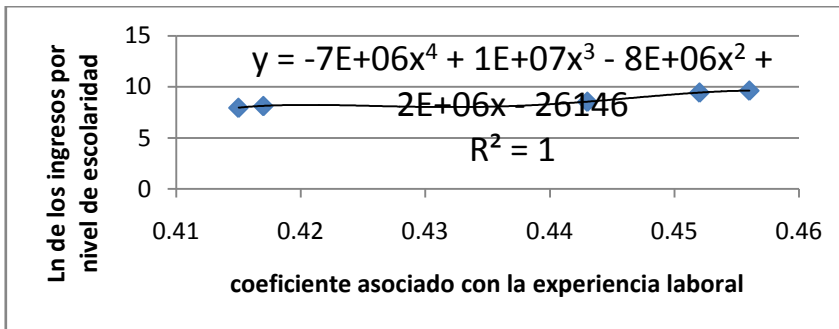 15
10
5
0
Ln de los ingresos por
nivel de escolaridad
y = -7E+06x⁴ + 1E+07x³ - 8E+06x² +
2E+06x - 26146
R² = 1
0.41 0.42 0.43 0.44 0.45 0.46
coeficiente asociado con la experiencia laboral